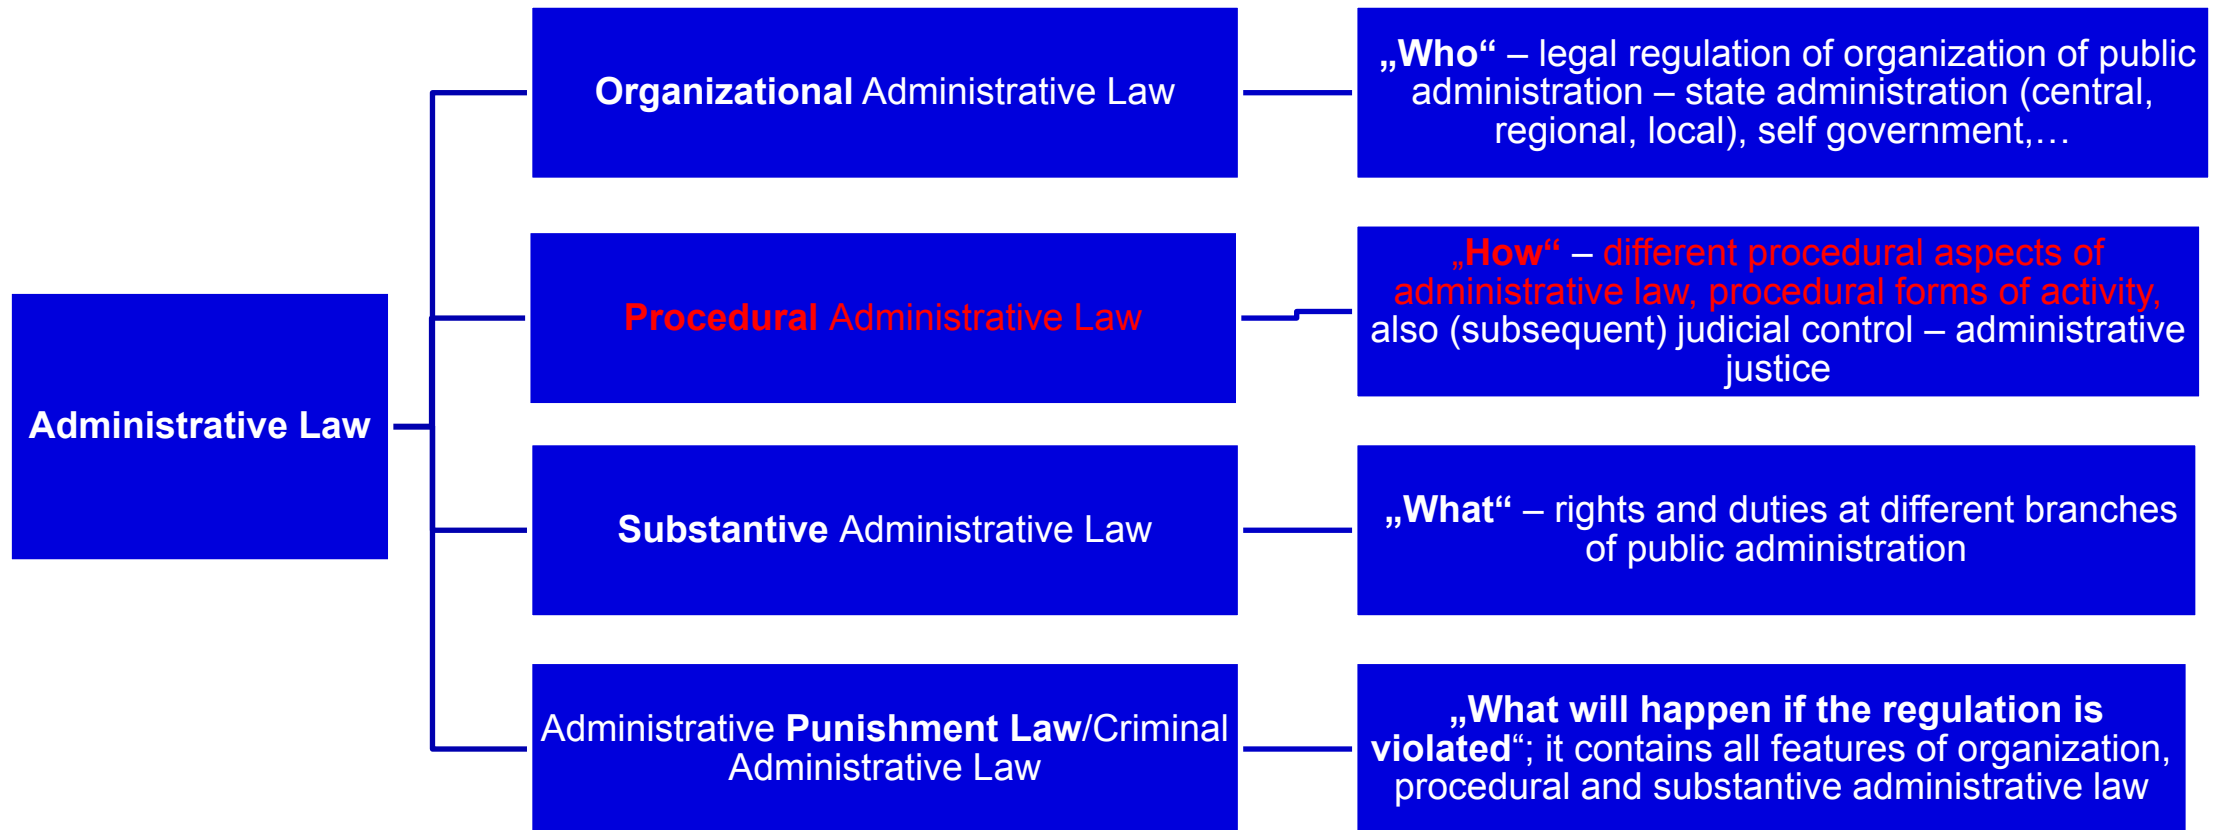 Administrative Law
Organizational Administrative Law
„Who“ – legal regulation of organization of public
administration – state administration (central,
regional, local), self government,…
Procedural Administrative Law
„How“ – different procedural aspects of
administrative law, procedural forms of activity,
also (subsequent) judicial control – administrative
justice
Substantive Administrative Law
„What“ – rights and duties at different branches
of public administration
Administrative Punishment Law/Criminal
Administrative Law
„What will happen if the regulation is
violated“; it contains all features of organization,
procedural and substantive administrative law